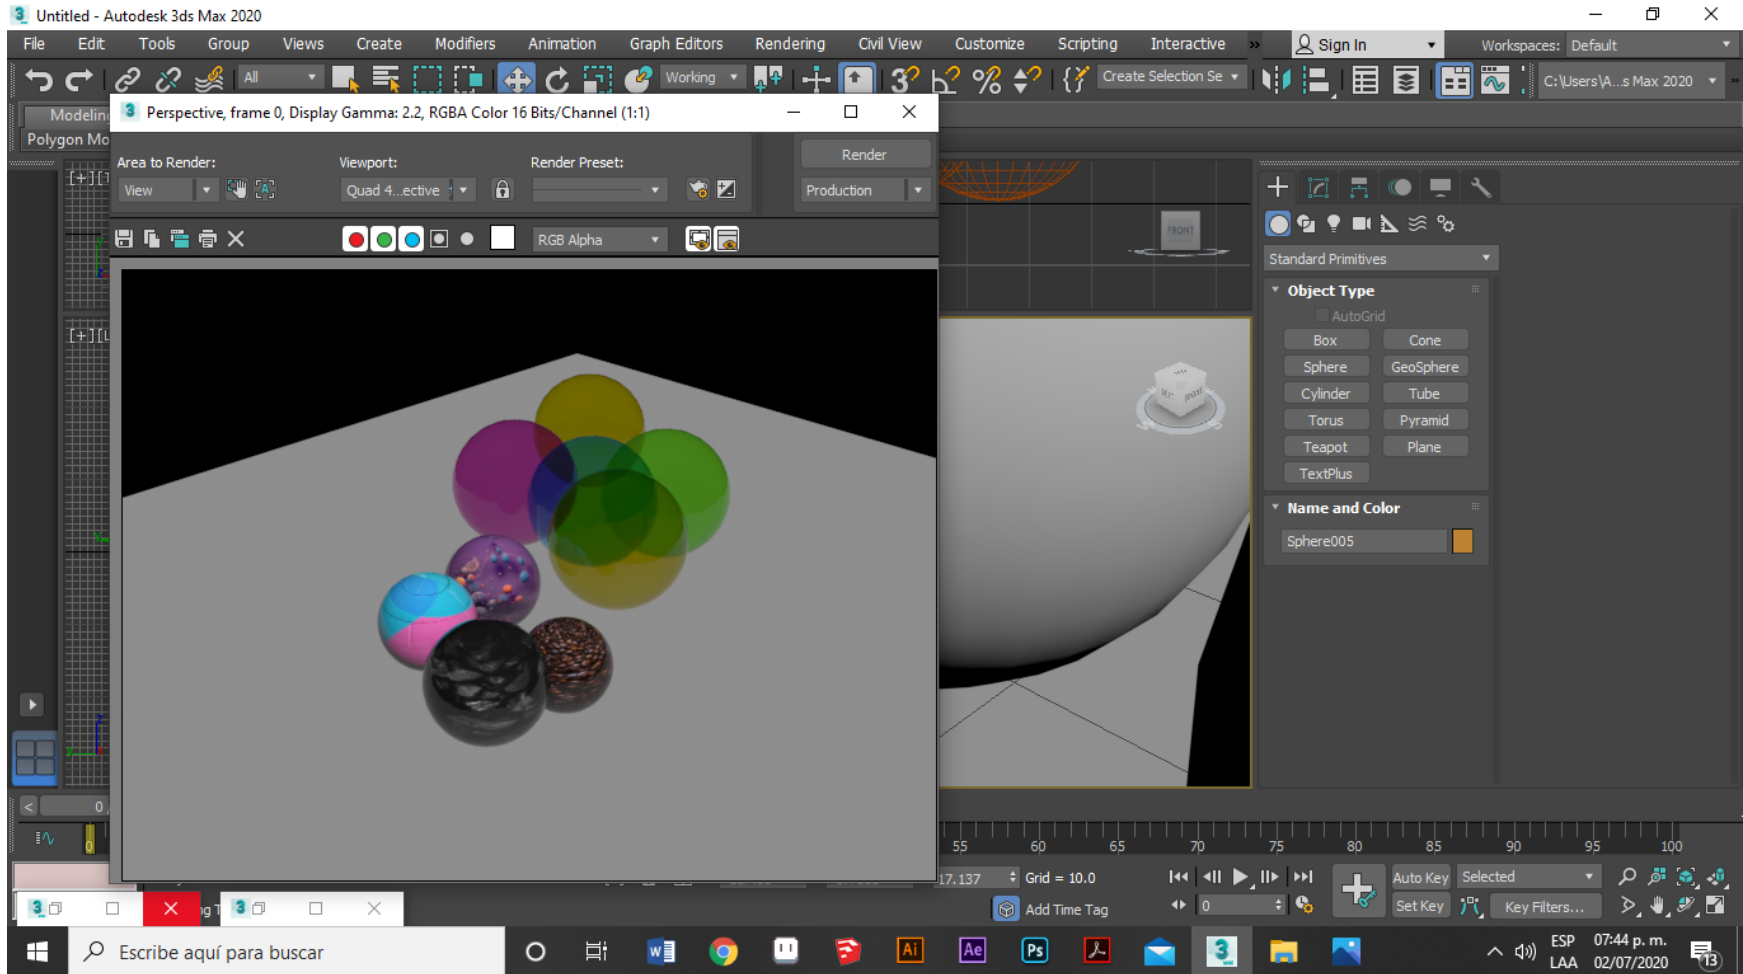 Untitled - Autodesk 3ds Max 2020
File Edit Tools Group Views Create Modifiers Animation Graph Editors Rendering Civil View Customize Scripting Interactive Sign In Workspaces: Default
All Working Create Selection Se C:\Users\A...s Max 2020
Modeling
Polygon Mo
Perspective, frame 0, Display Gamma: 2.2, RGBA Color 16 Bits/Channel (1:1)
Area to Render: Viewport: Render Preset: Render
View Quad 4...ective Production
RGB Alpha
FRONT
Standard Primitives
Object Type
AutoGrid
Box Cone
Sphere GeoSphere
Cylinder Tube
Torus Pyramid
Teapot Plane
TextPlus
Name and Color
Sphere005
0
0 55 60 65 70 75 80 85 90 95 100
17.137 Grid = 10.0 Auto Key Selected
Add Time Tag 0 Set Key Key Filters...
Escribe aquí para buscar
ESP 07:44 p. m.
LAA 02/07/2020 13